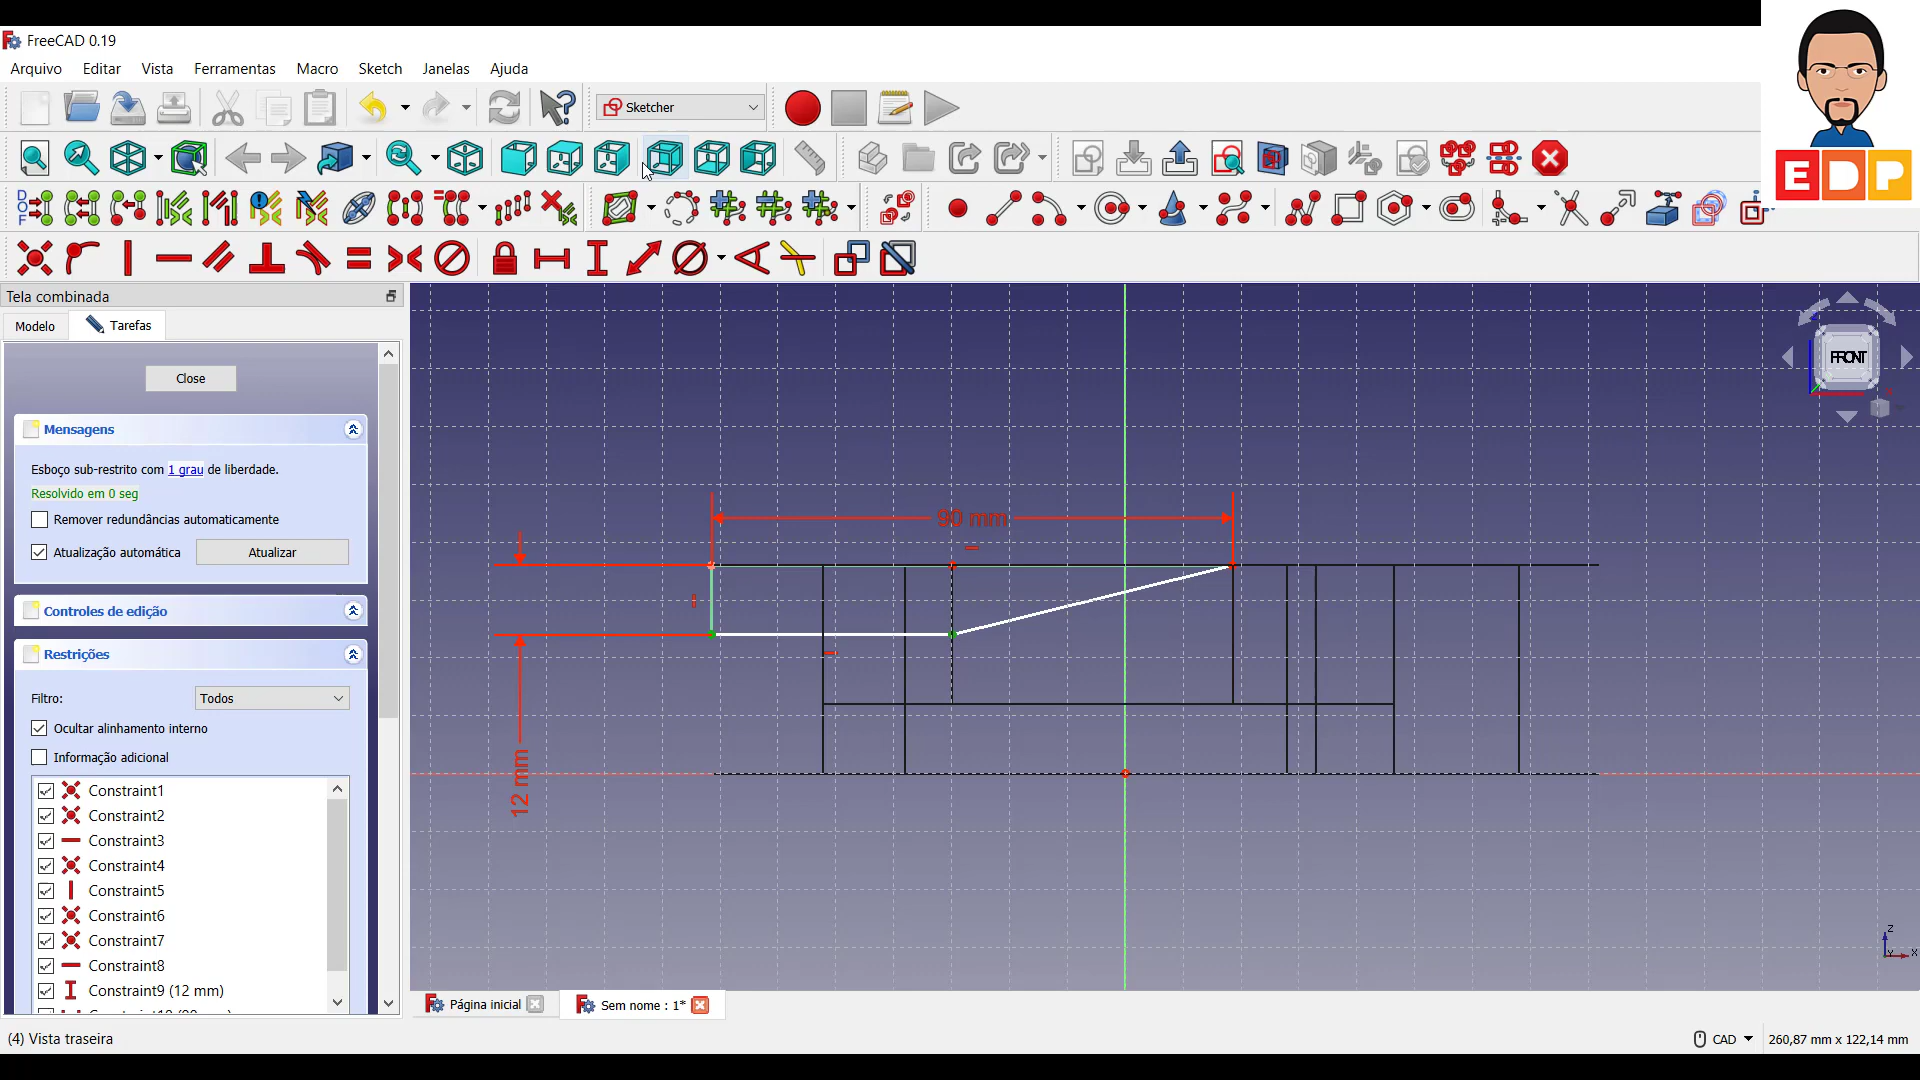 FreeCAD 0.19
Arquivo Editar Vista Ferramentas Macro Sketch Janelas Ajuda
Sketcher
EDP
DOF
Tela combinada
Modelo Tarefas
Close
Mensagens
Esboço sub-restrito com 1 grau de liberdade.
Resolvido em 0 seg
Remover redundâncias automaticamente
Atualização automática Atualizar
Controles de edição
Restrições
Filtro: Todos
Ocultar alinhamento interno
Informação adicional
Constraint1
Constraint2
Constraint3
Constraint4
Constraint5
Constraint6
Constraint7
Constraint8
Constraint9 (12 mm)
90 mm
12 mm
FRONT
Z
X
Página inicial
Sem nome : 1*
(4) Vista traseira
CAD
260,87 mm x 122,14 mm